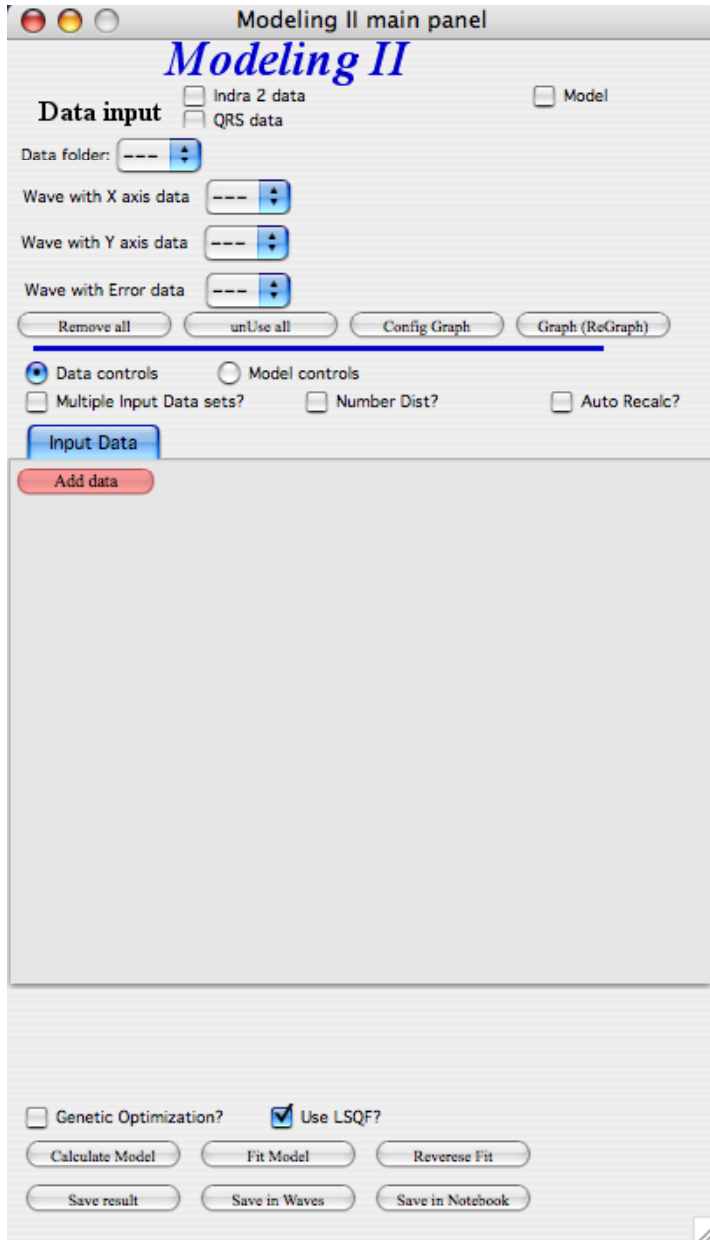 Modeling II main panel
Modeling II
Indra 2 data
Model
Data input
QRS data
Data folder: ---
Wave with X axis data ---
Wave with Y axis data ---
Wave with Error data ---
Remove all unUse all Config Graph Graph (ReGraph)
Data controls Model controls
Multiple Input Data sets? Number Dist? Auto Recalc?
Input Data
Add data
Genetic Optimization? Use LSQF?
Calculate Model Fit Model Reverese Fit
Save result Save in Waves Save in Notebook